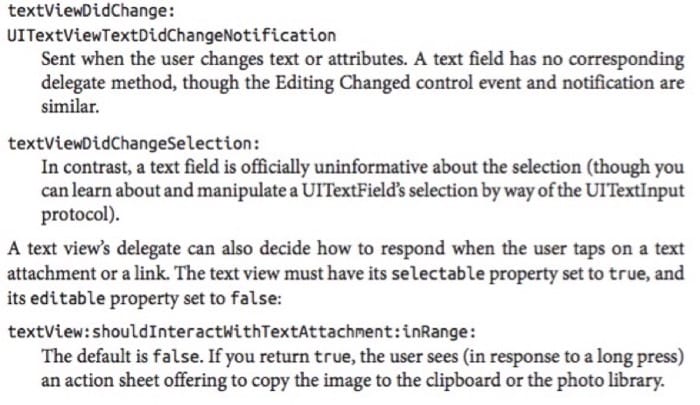 textViewDidChange:
UITextViewTextDidChangeNotification
Sent when the user changes text or attributes. A text field has no corresponding
delegate method, though the Editing Changed control event and notification are
similar.
textViewDidChangeSelection:
In contrast, a text field is officially uninformative about the selection (though you
can learn about and manipulate a UITextField’s selection by way of the UITextInput
protocol).
A text view’s delegate can also decide how to respond when the user taps on a text
attachment or a link. The text view must have its selectable property set to true, and
its editable property set to false:
textView:shouldInteractWithTextAttachment:inRange:
The default is false. If you return true, the user sees (in response to a long press)
an action sheet offering to copy the image to the clipboard or the photo library.